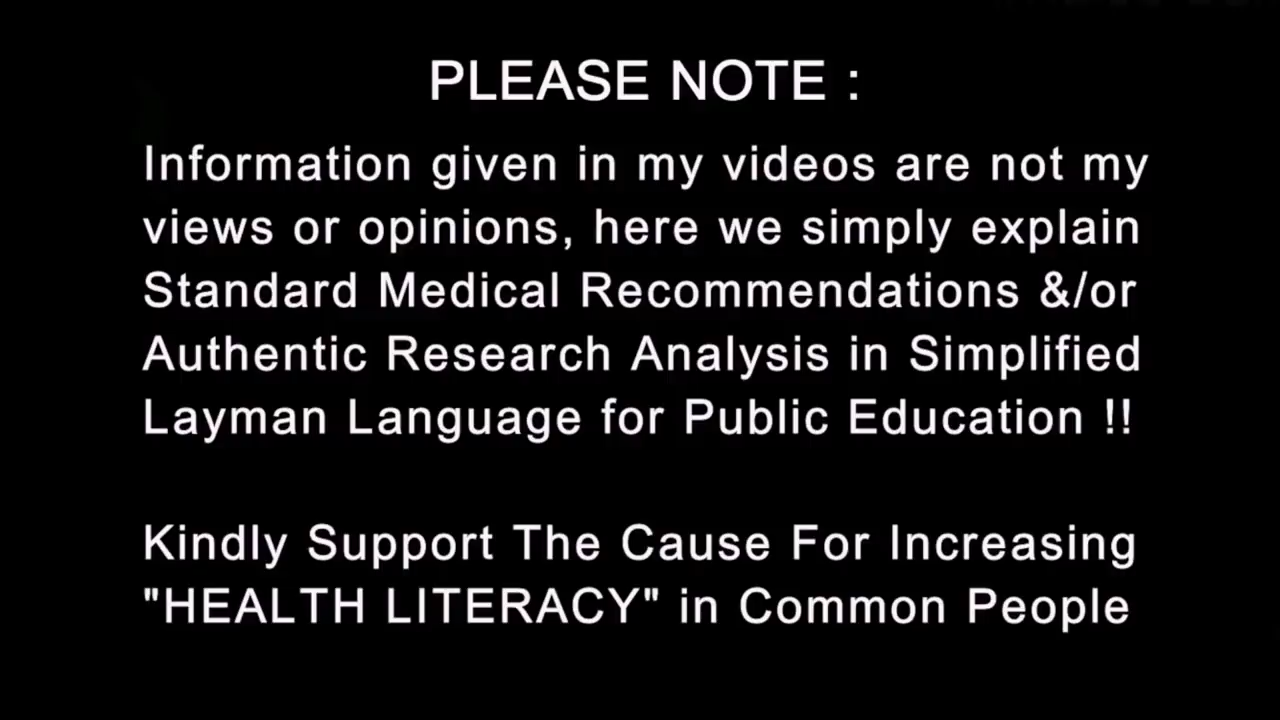 PLEASE NOTE :
Information given in my videos are not my
views or opinions, here we simply explain
Standard Medical Recommendations &/or
Authentic Research Analysis in Simplified
Layman Language for Public Education !!
Kindly Support The Cause For Increasing
"HEALTH LITERACY" in Common People